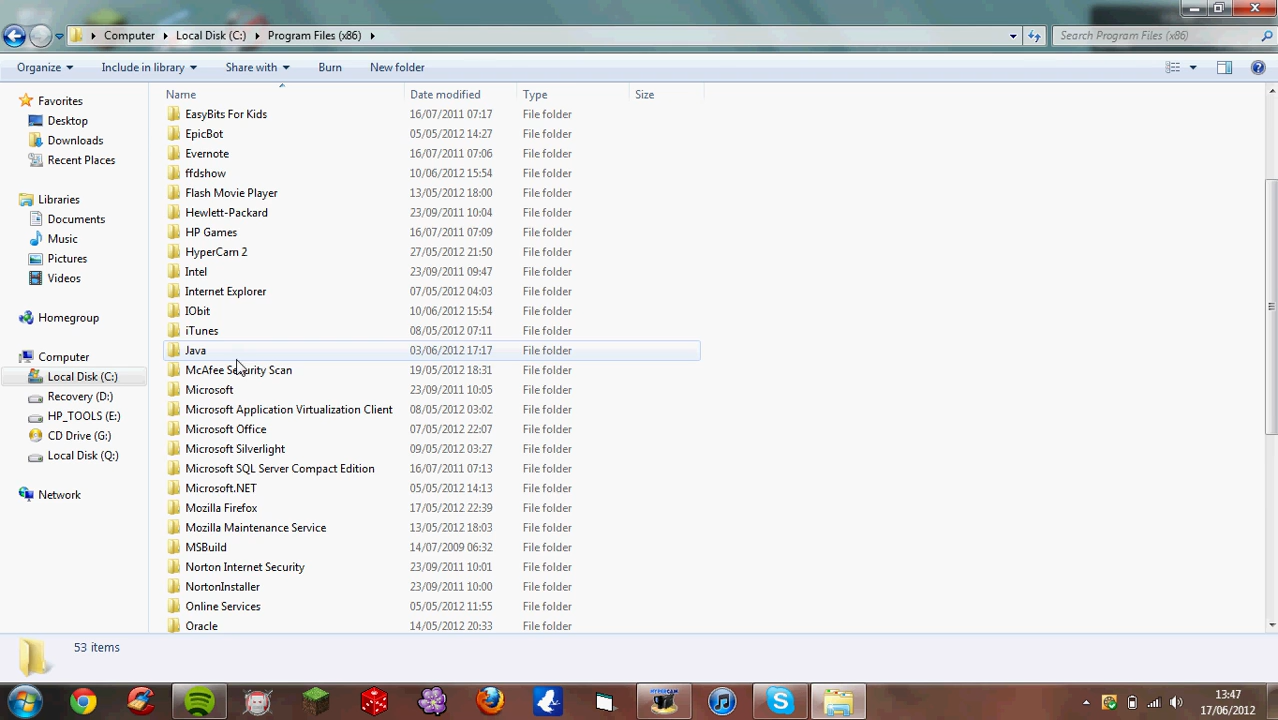 Computer Local Disk (C:) Program Files (x86) Search Program Files (x86)
Organize Include in library Share with Burn New folder
Favorites
Desktop
Downloads
Recent Places
Libraries
Documents
Music
Pictures
Videos
Homegroup
Computer
Local Disk (C:)
Recovery (D:)
HP_TOOLS (E:)
CD Drive (G:)
Local Disk (Q:)
Network
Name Date modified Type Size
EasyBits For Kids 16/07/2011 07:17 File folder
EpicBot 05/05/2012 14:27 File folder
Evernote 16/07/2011 07:06 File folder
ffdshow 10/06/2012 15:54 File folder
Flash Movie Player 13/05/2012 18:00 File folder
Hewlett-Packard 23/09/2011 10:04 File folder
HP Games 16/07/2011 07:09 File folder
HyperCam 2 27/05/2012 21:50 File folder
Intel 23/09/2011 09:47 File folder
Internet Explorer 07/05/2012 04:03 File folder
IObit 10/06/2012 15:54 File folder
iTunes 08/05/2012 07:11 File folder
Java 03/06/2012 17:17 File folder
McAfee Security Scan 19/05/2012 18:31 File folder
Microsoft 23/09/2011 10:05 File folder
Microsoft Application Virtualization Client 08/05/2012 03:02 File folder
Microsoft Office 07/05/2012 22:07 File folder
Microsoft Silverlight 09/05/2012 03:27 File folder
Microsoft SQL Server Compact Edition 16/07/2011 07:13 File folder
Microsoft.NET 05/05/2012 14:13 File folder
Mozilla Firefox 17/05/2012 22:39 File folder
Mozilla Maintenance Service 13/05/2012 18:03 File folder
MSBuild 14/07/2009 06:32 File folder
Norton Internet Security 23/09/2011 10:01 File folder
NortonInstaller 23/09/2011 10:00 File folder
Online Services 05/05/2012 11:55 File folder
Oracle 14/05/2012 20:33 File folder
53 items
HYPERCAM
13:47
17/06/2012